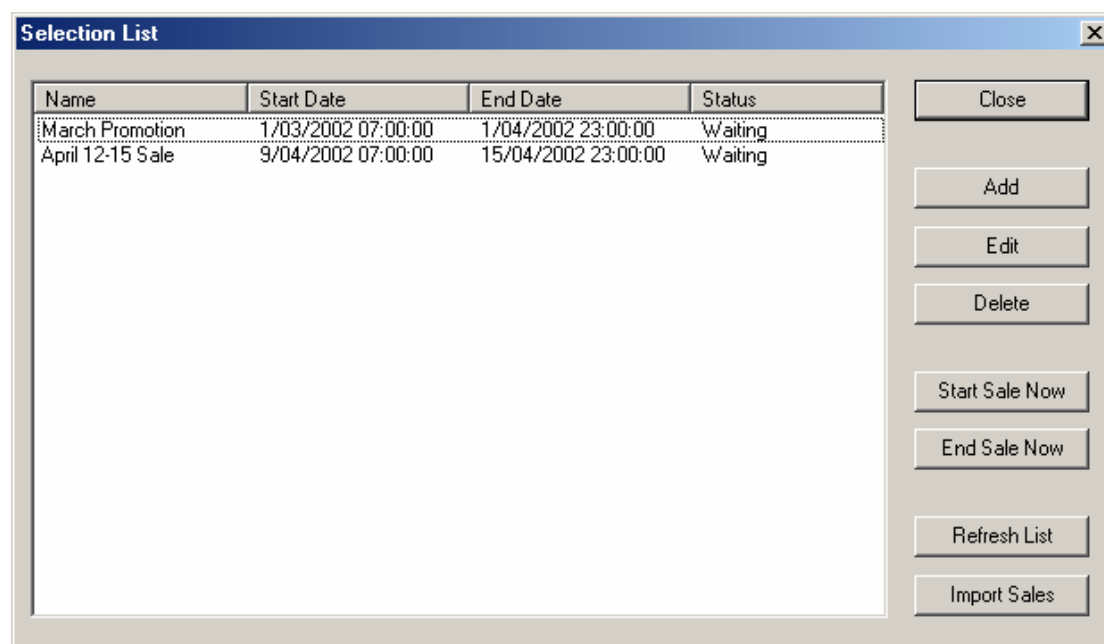 Selection List
Name Start Date End Date Status
March Promotion 1/03/2002 07:00:00 1/04/2002 23:00:00 Waiting
April 12-15 Sale 9/04/2002 07:00:00 15/04/2002 23:00:00 Waiting
Close
Add
Edit
Delete
Start Sale Now
End Sale Now
Refresh List
Import Sales